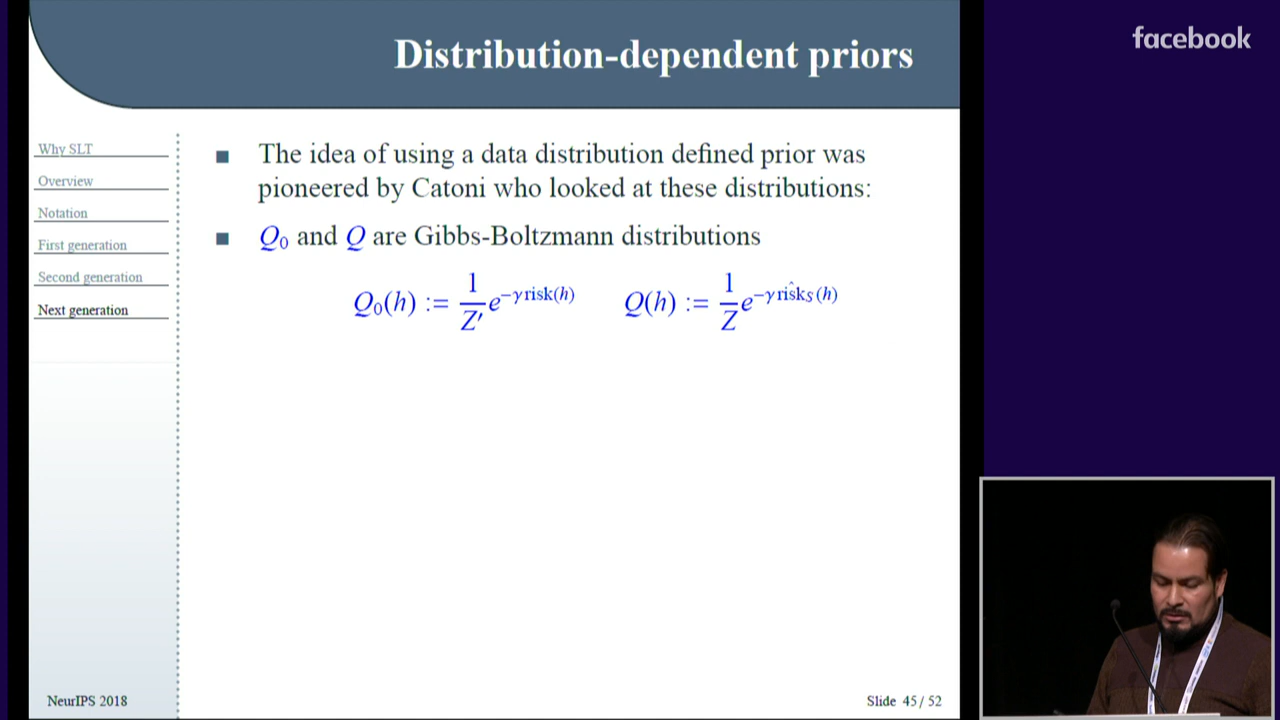 Distribution-dependent priors
facebook
Why SLT
Overview
Notation
First generation
Second generation
Next generation
■ The idea of using a data distribution defined prior was
pioneered by Catoni who looked at these distributions:
■ Q₀ and Q are Gibbs-Boltzmann distributions
Q₀(h) := 1/Z′ e^{−γ risk(h)}    Q(h) := 1/Z e^{−γ risk̂_S(h)}
NeurIPS 2018
Slide 45 / 52